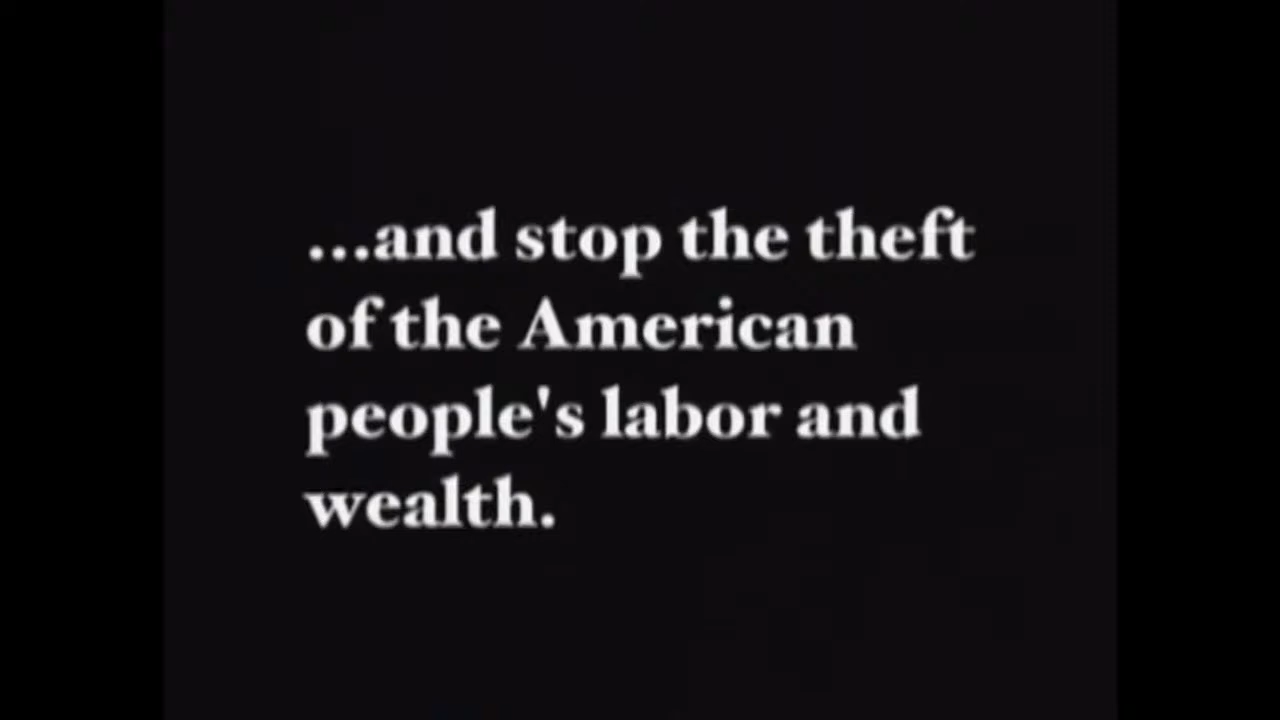 ...and stop the theft
of the American
people's labor and
wealth.